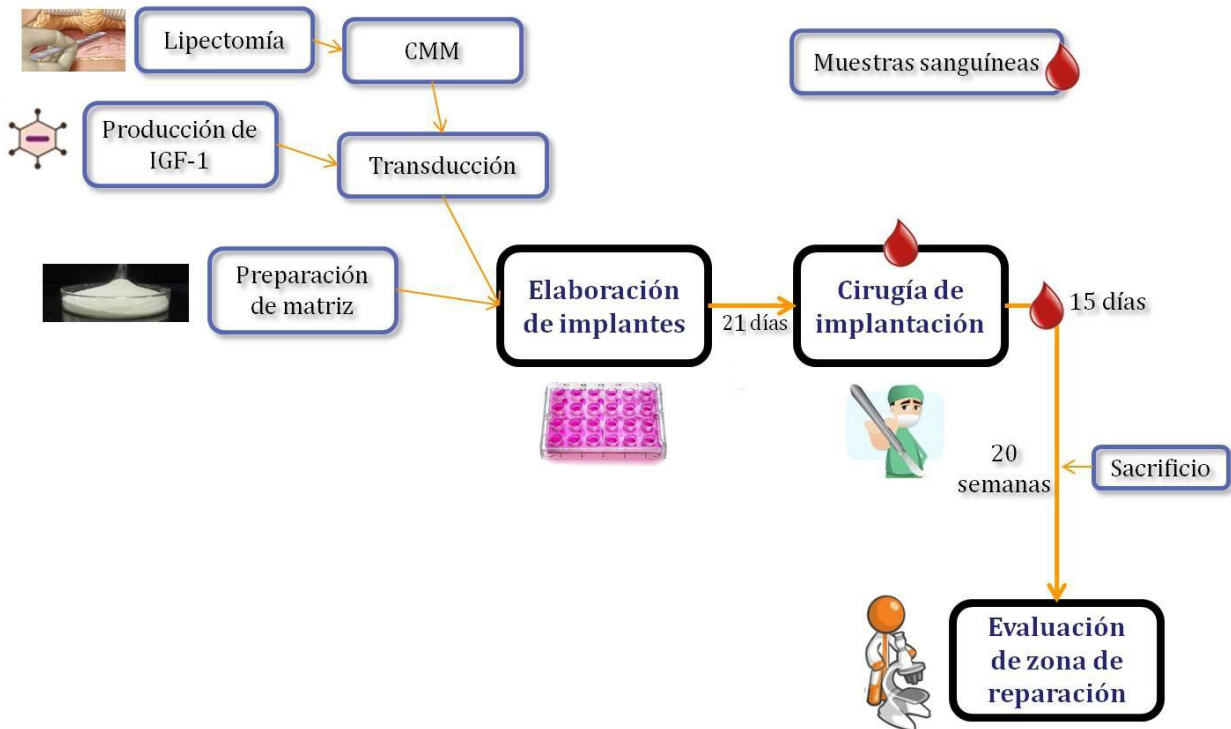 Lipectomía
CMM
Muestras sanguíneas
Producción de
IGF-1
Transducción
Preparación
de matriz
Elaboración
de implantes
21 días
Cirugía de
implantación
15 días
20
semanas
Sacrificio
Evaluación
de zona de
reparación